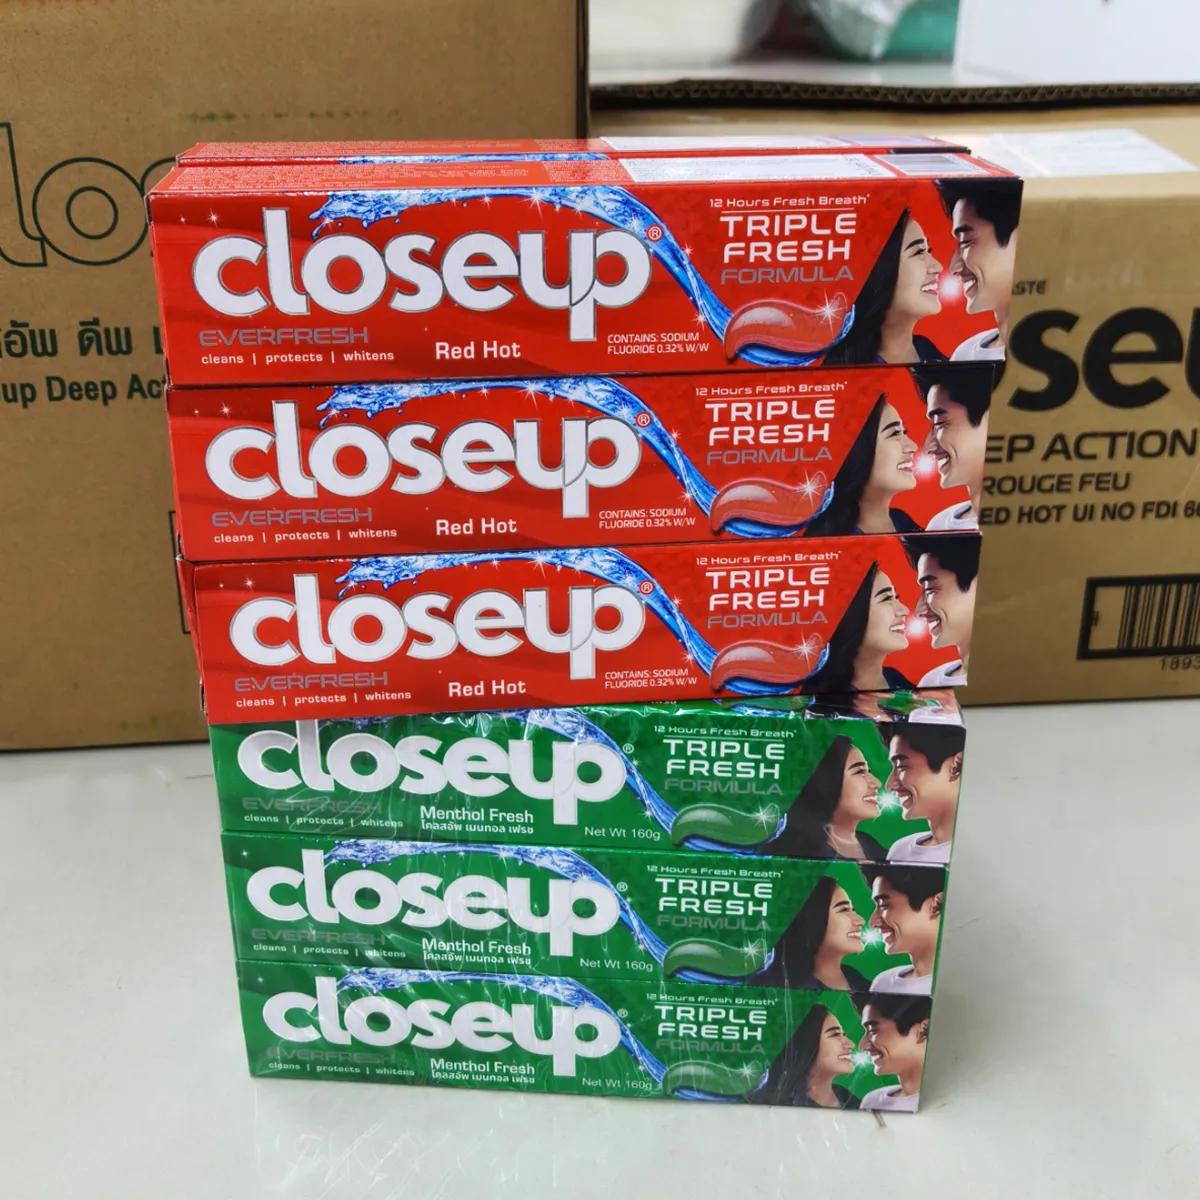 closeup®
EVERFRESH
cleans | protects | whitens
Red Hot
CONTAINS: SODIUM
FLUORIDE 0.32% W/W
12 Hours Fresh Breath*
TRIPLE
FRESH
FORMULA
closeup®
EVERFRESH
cleans | protects | whitens
Red Hot
CONTAINS: SODIUM
FLUORIDE 0.32% W/W
12 Hours Fresh Breath*
TRIPLE
FRESH
FORMULA
closeup®
EVERFRESH
cleans | protects | whitens
Red Hot
CONTAINS: SODIUM
FLUORIDE 0.32% W/W
12 Hours Fresh Breath*
TRIPLE
FRESH
FORMULA
closeup®
EVERFRESH
cleans | protects | whitens
Menthol Fresh
โคลสอัพ เมนทอล เฟรช
Net Wt 160g
12 Hours Fresh Breath*
TRIPLE
FRESH
FORMULA
closeup®
EVERFRESH
cleans | protects | whitens
Menthol Fresh
โคลสอัพ เมนทอล เฟรช
Net Wt 160g
12 Hours Fresh Breath*
TRIPLE
FRESH
FORMULA
closeup®
EVERFRESH
cleans | protects | whitens
Menthol Fresh
โคลสอัพ เมนทอล เฟรช
Net Wt 160g
12 Hours Fresh Breath*
TRIPLE
FRESH
FORMULA
ดีพ
up Deep
ACTION
ROUGE FEU
HOT UI NO FDI